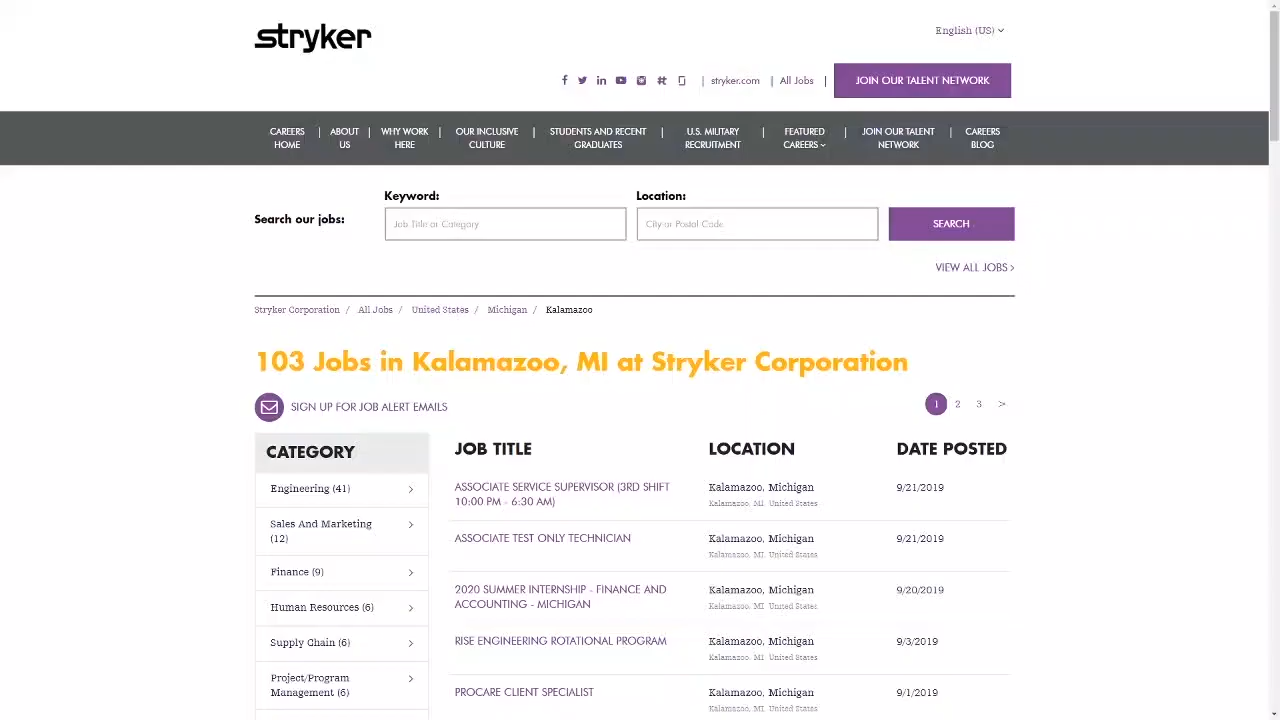 stryker
English (US)
stryker.com | All Jobs | JOIN OUR TALENT NETWORK
CAREERS HOME | ABOUT US | WHY WORK HERE | OUR INCLUSIVE CULTURE | STUDENTS AND RECENT GRADUATES | U.S. MILITARY RECRUITMENT | FEATURED CAREERS | JOIN OUR TALENT NETWORK | CAREERS BLOG
Keyword: Location:
Search our jobs: Job Title or Category City or Postal Code SEARCH
VIEW ALL JOBS >
Stryker Corporation / All Jobs / United States / Michigan / Kalamazoo
103 Jobs in Kalamazoo, MI at Stryker Corporation
SIGN UP FOR JOB ALERT EMAILS
1 2 3 >
CATEGORY
Engineering (41)
Sales And Marketing
(12)
Finance (9)
Human Resources (6)
Supply Chain (6)
Project/Program
Management (6)
JOB TITLE LOCATION DATE POSTED
ASSOCIATE SERVICE SUPERVISOR (3RD SHIFT Kalamazoo, Michigan 9/21/2019
10:00 PM - 6:30 AM) Kalamazoo, MI United States
ASSOCIATE TEST ONLY TECHNICIAN Kalamazoo, Michigan 9/21/2019
Kalamazoo, MI United States
2020 SUMMER INTERNSHIP - FINANCE AND Kalamazoo, Michigan 9/20/2019
ACCOUNTING - MICHIGAN Kalamazoo, MI United States
RISE ENGINEERING ROTATIONAL PROGRAM Kalamazoo, Michigan 9/3/2019
Kalamazoo, MI United States
PROCARE CLIENT SPECIALIST Kalamazoo, Michigan 9/1/2019
Kalamazoo, MI United States